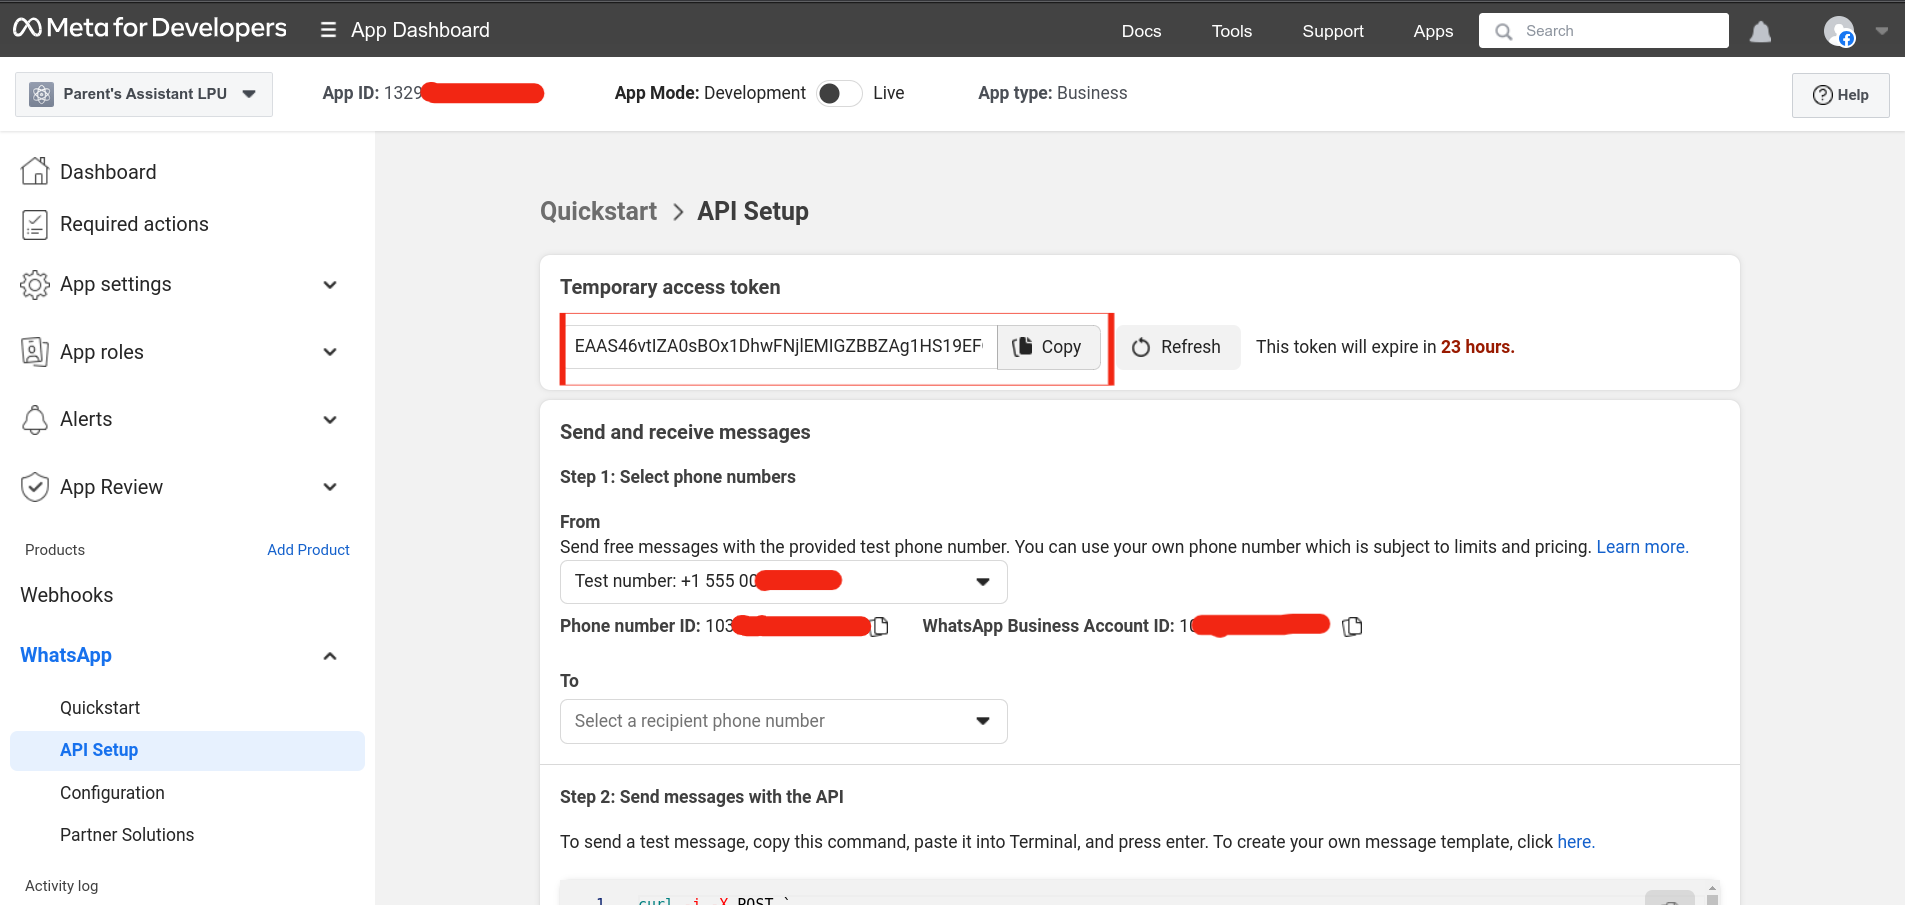 Meta for Developers
App Dashboard
Docs
Tools
Support
Apps
Search
Parent's Assistant LPU
App ID: 1329
App Mode: Development
Live
App type: Business
Help
Dashboard
Required actions
App settings
App roles
Alerts
App Review
Products
Add Product
Webhooks
WhatsApp
Quickstart
API Setup
Configuration
Partner Solutions
Activity log
Quickstart > API Setup
Temporary access token
EAAS46vtIZA0sBOx1DhwFNjlEMIGZBBZAg1HS19EF
Copy
Refresh
This token will expire in 23 hours.
Send and receive messages
Step 1: Select phone numbers
From
Send free messages with the provided test phone number. You can use your own phone number which is subject to limits and pricing. Learn more.
Test number: +1 555 00
Phone number ID: 103
WhatsApp Business Account ID: 10
To
Select a recipient phone number
Step 2: Send messages with the API
To send a test message, copy this command, paste it into Terminal, and press enter. To create your own message template, click here.
1 curl -i -X POST `